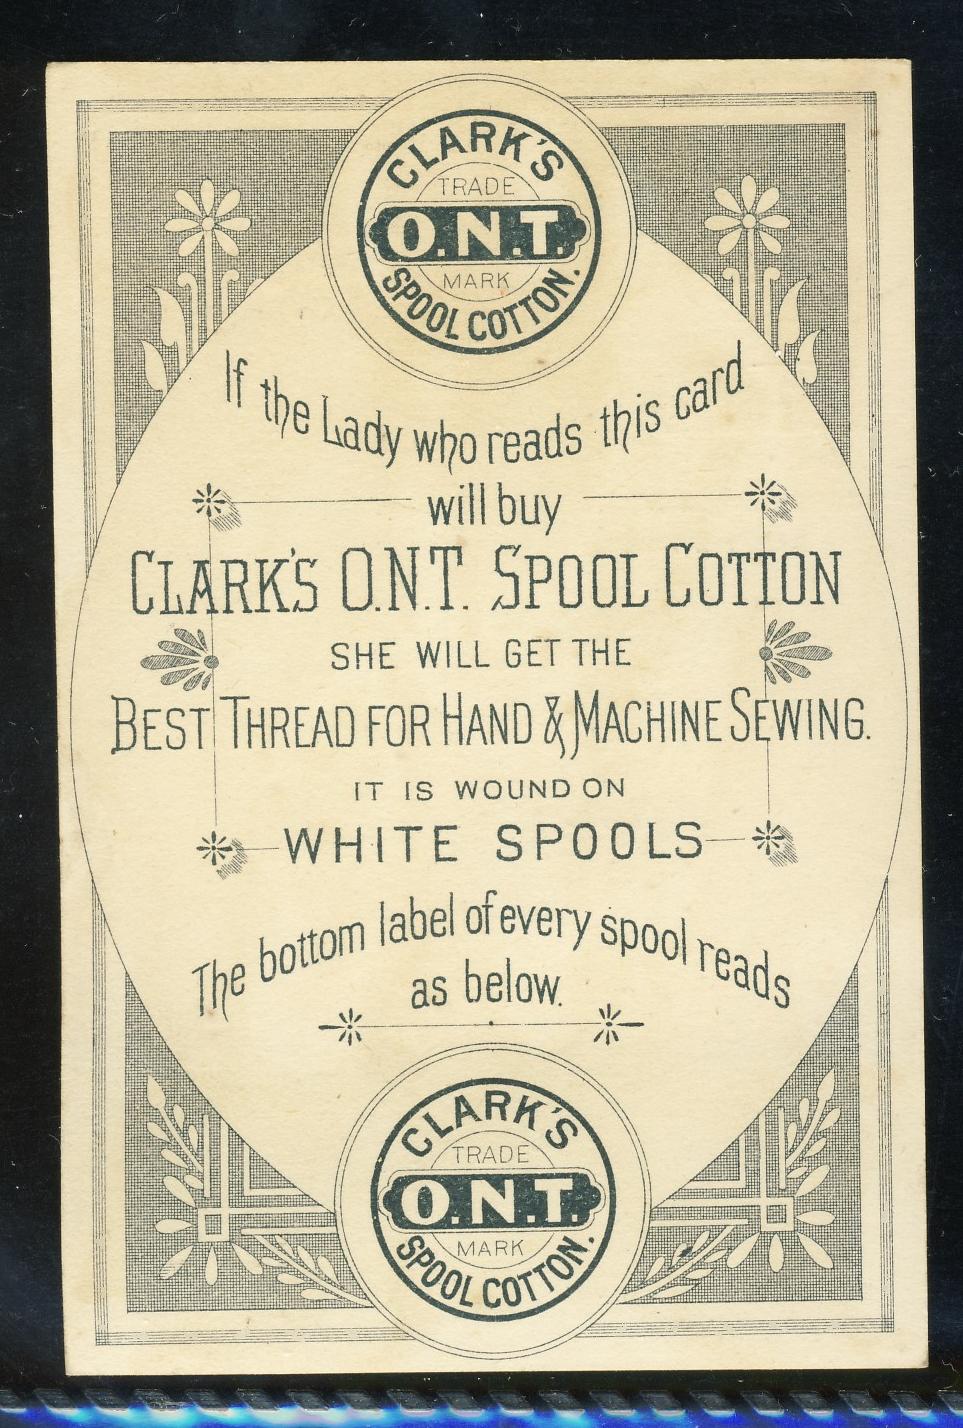 CLARK'S
TRADE
O.N.T.
MARK
SPOOL COTTON.
If the Lady who reads this card
will buy
CLARK'S O.N.T. SPOOL COTTON
SHE WILL GET THE
BEST THREAD FOR HAND & MACHINE SEWING.
IT IS WOUND ON
WHITE SPOOLS
The bottom label of every spool reads
as below.
CLARK'S
TRADE
O.N.T.
MARK
SPOOL COTTON.